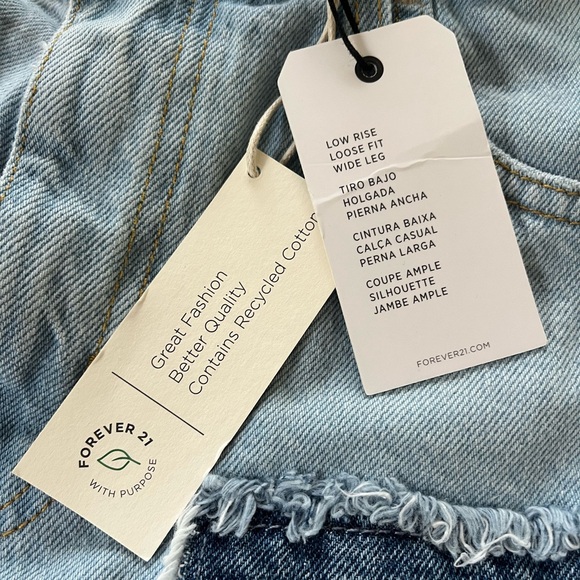 LOW RISE
LOOSE FIT
WIDE LEG
TIRO BAJO
HOLGADA
PIERNA ANCHA
CINTURA BAIXA
CALÇA CASUAL
PERNA LARGA
COUPE AMPLE
SILHOUETTE
JAMBE AMPLE
FOREVER21.COM
Great Fashion
Better Quality
Contains Recycled Cotton
FOREVER 21
WITH PURPOSE